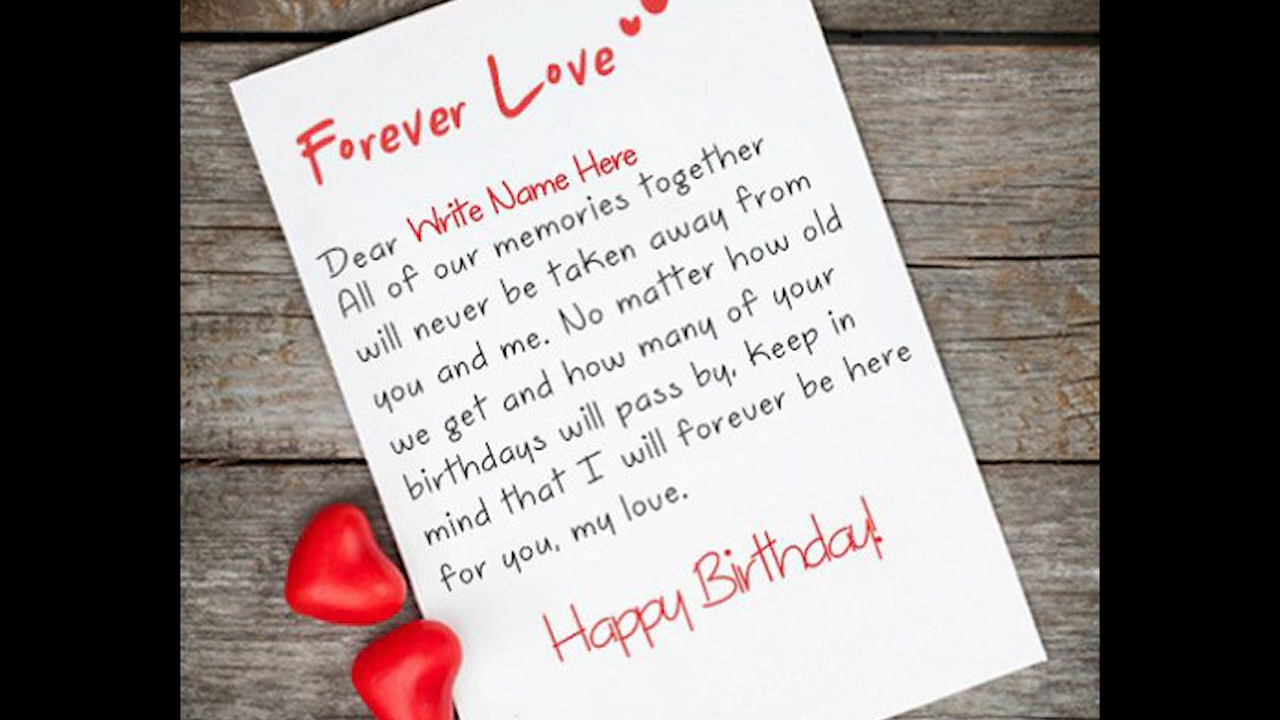 Forever Love
Dear Write Name Here
All of our memories together
will never be taken away from
you and me. No matter how old
we get and how many of your
birthdays will pass by, keep in
mind that I will forever be here
for you, my love.
Happy Birthday!